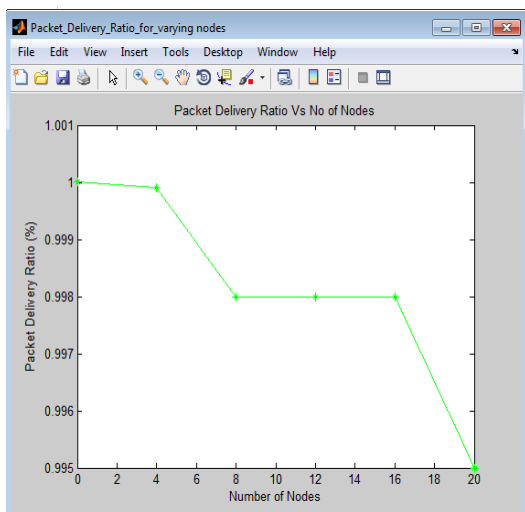 Packet_Delivery_Ratio_for_varying nodes
File Edit View Insert Tools Desktop Window Help
Packet Delivery Ratio Vs No of Nodes
1.001
1
0.999
0.998
0.997
0.996
0.995
Packet Delivery Ratio (%)
0 2 4 6 8 10 12 14 16 18 20
Number of Nodes